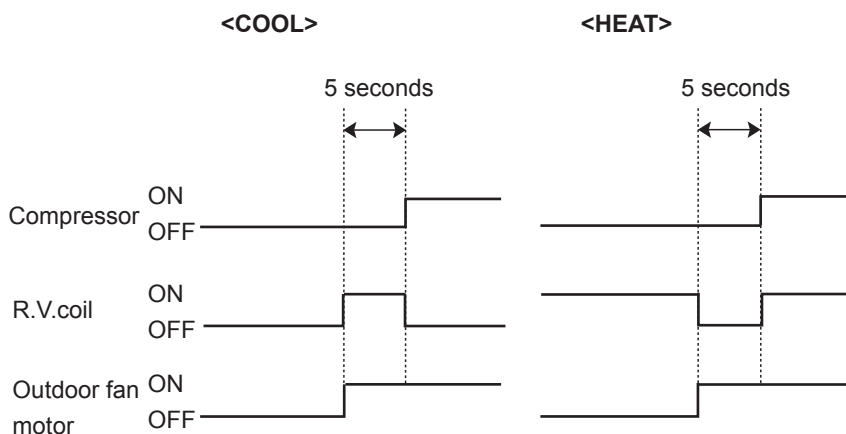 <COOL>
<HEAT>
5 seconds
5 seconds
Compressor
ON
OFF
R.V.coil
ON
OFF
Outdoor fan
motor
ON
OFF